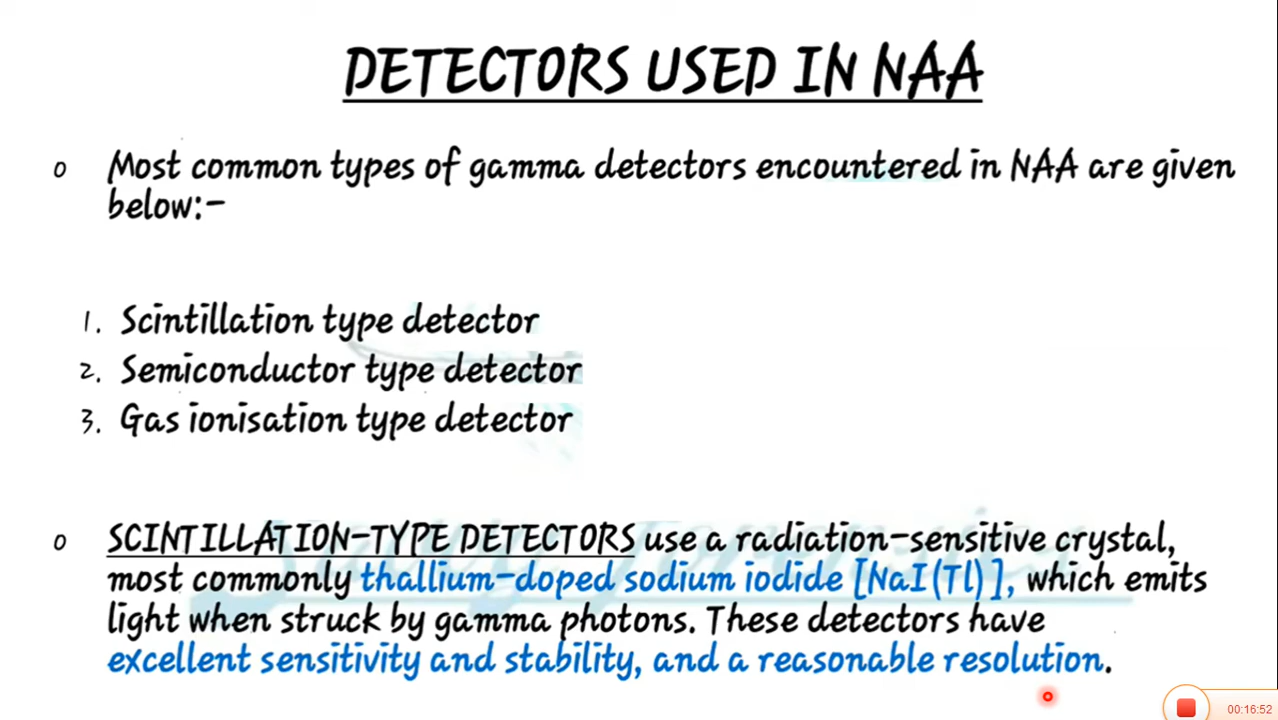 DETECTORS USED IN NAA
o Most common types of gamma detectors encountered in NAA are given
below:-
1. Scintillation type detector
2. Semiconductor type detector
3. Gas ionisation type detector
o SCINTILLATION-TYPE DETECTORS use a radiation-sensitive crystal,
most commonly thallium-doped sodium iodide [NaI(Tl)], which emits
light when struck by gamma photons. These detectors have
excellent sensitivity and stability, and a reasonable resolution.
00:16:52